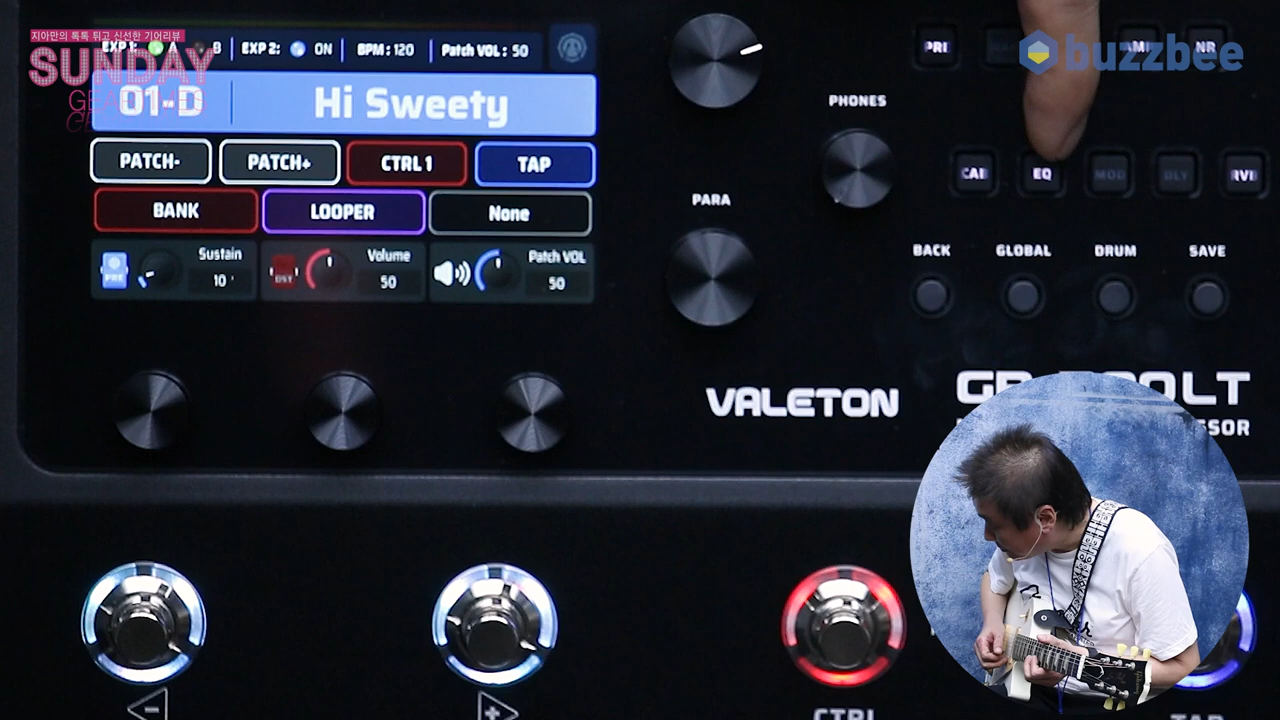 지아만의 톡톡 튀고 신선한 기어리뷰
SUNDAY
EXP 1: A B EXP 2: ON BPM : 120 Patch VOL : 50
01-D Hi Sweety
PATCH- PATCH+ CTRL 1 TAP
BANK LOOPER None
PRE Sustain 10
DST Volume 50
Patch VOL 50
buzzbee
NR
PHONES
PARA
EQ MOD DLY
BACK GLOBAL DRUM SAVE
VALETON
LT
CTRL